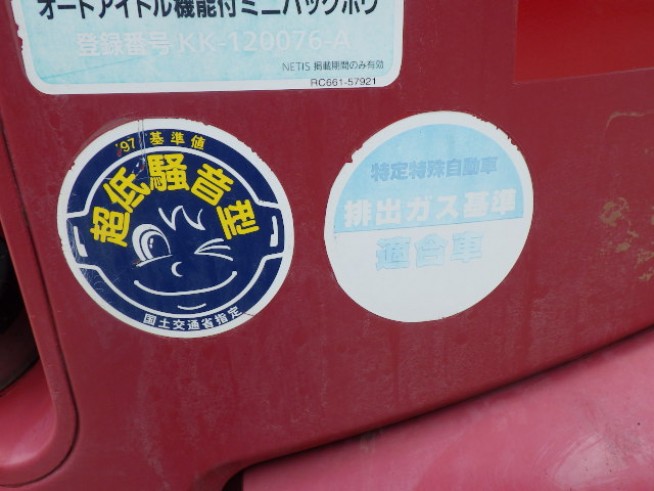 オートアイドル機能付ミニバックホウ
登録番号 KK-120076-A
NETIS 掲載期間のみ有効
RC661-57921
'97 基準値
超低騒音型
国土交通省指定
特定特殊自動車
排出ガス基準
適合車